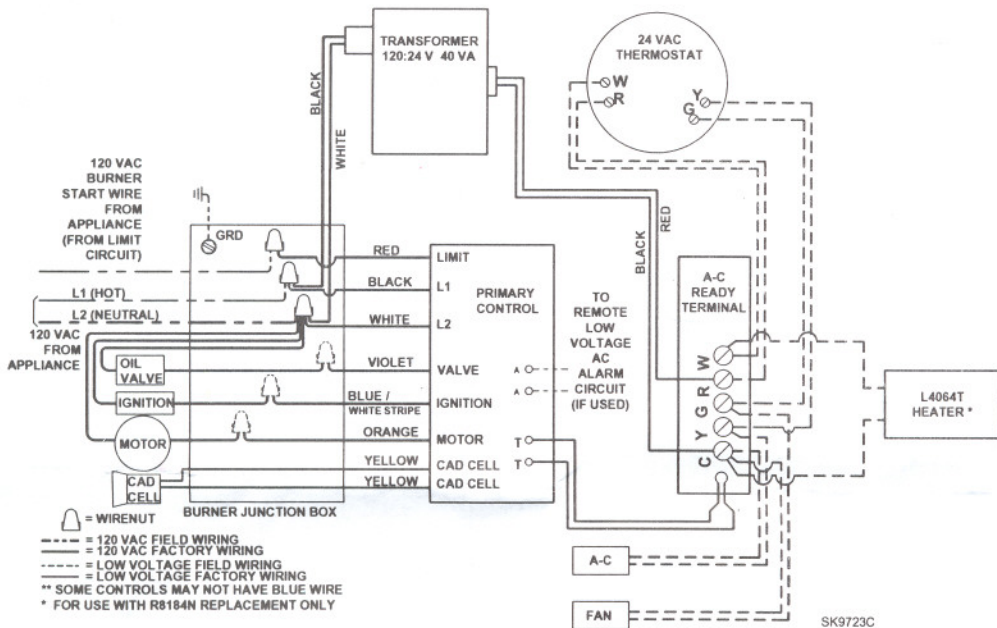 TRANSFORMER
120:24 V 40 VA
24 VAC
THERMOSTAT
W
R
Y
G
BLACK
WHITE
120 VAC
BURNER
START WIRE
FROM
APPLIANCE
(FROM LIMIT
CIRCUIT)
GRD
L1 (HOT)
L2 (NEUTRAL)
120 VAC
FROM
APPLIANCE
OIL
VALVE
IGNITION
MOTOR
CAD
CELL
RED
BLACK
WHITE
VIOLET
BLUE /
WHITE STRIPE
ORANGE
YELLOW
YELLOW
LIMIT
L1
L2
VALVE
IGNITION
MOTOR
CAD CELL
CAD CELL
PRIMARY
CONTROL
A
A
T
T
TO
REMOTE
LOW
VOLTAGE
AC
ALARM
CIRCUIT
(IF USED)
BLACK
RED
A-C
READY
TERMINAL
W
R
G
Y
C
L4064T
HEATER *
A-C
FAN
BURNER JUNCTION BOX
= WIRENUT
= 120 VAC FIELD WIRING
= 120 VAC FACTORY WIRING
= LOW VOLTAGE FIELD WIRING
= LOW VOLTAGE FACTORY WIRING
** SOME CONTROLS MAY NOT HAVE BLUE WIRE
* FOR USE WITH R8184N REPLACEMENT ONLY
SK9723C